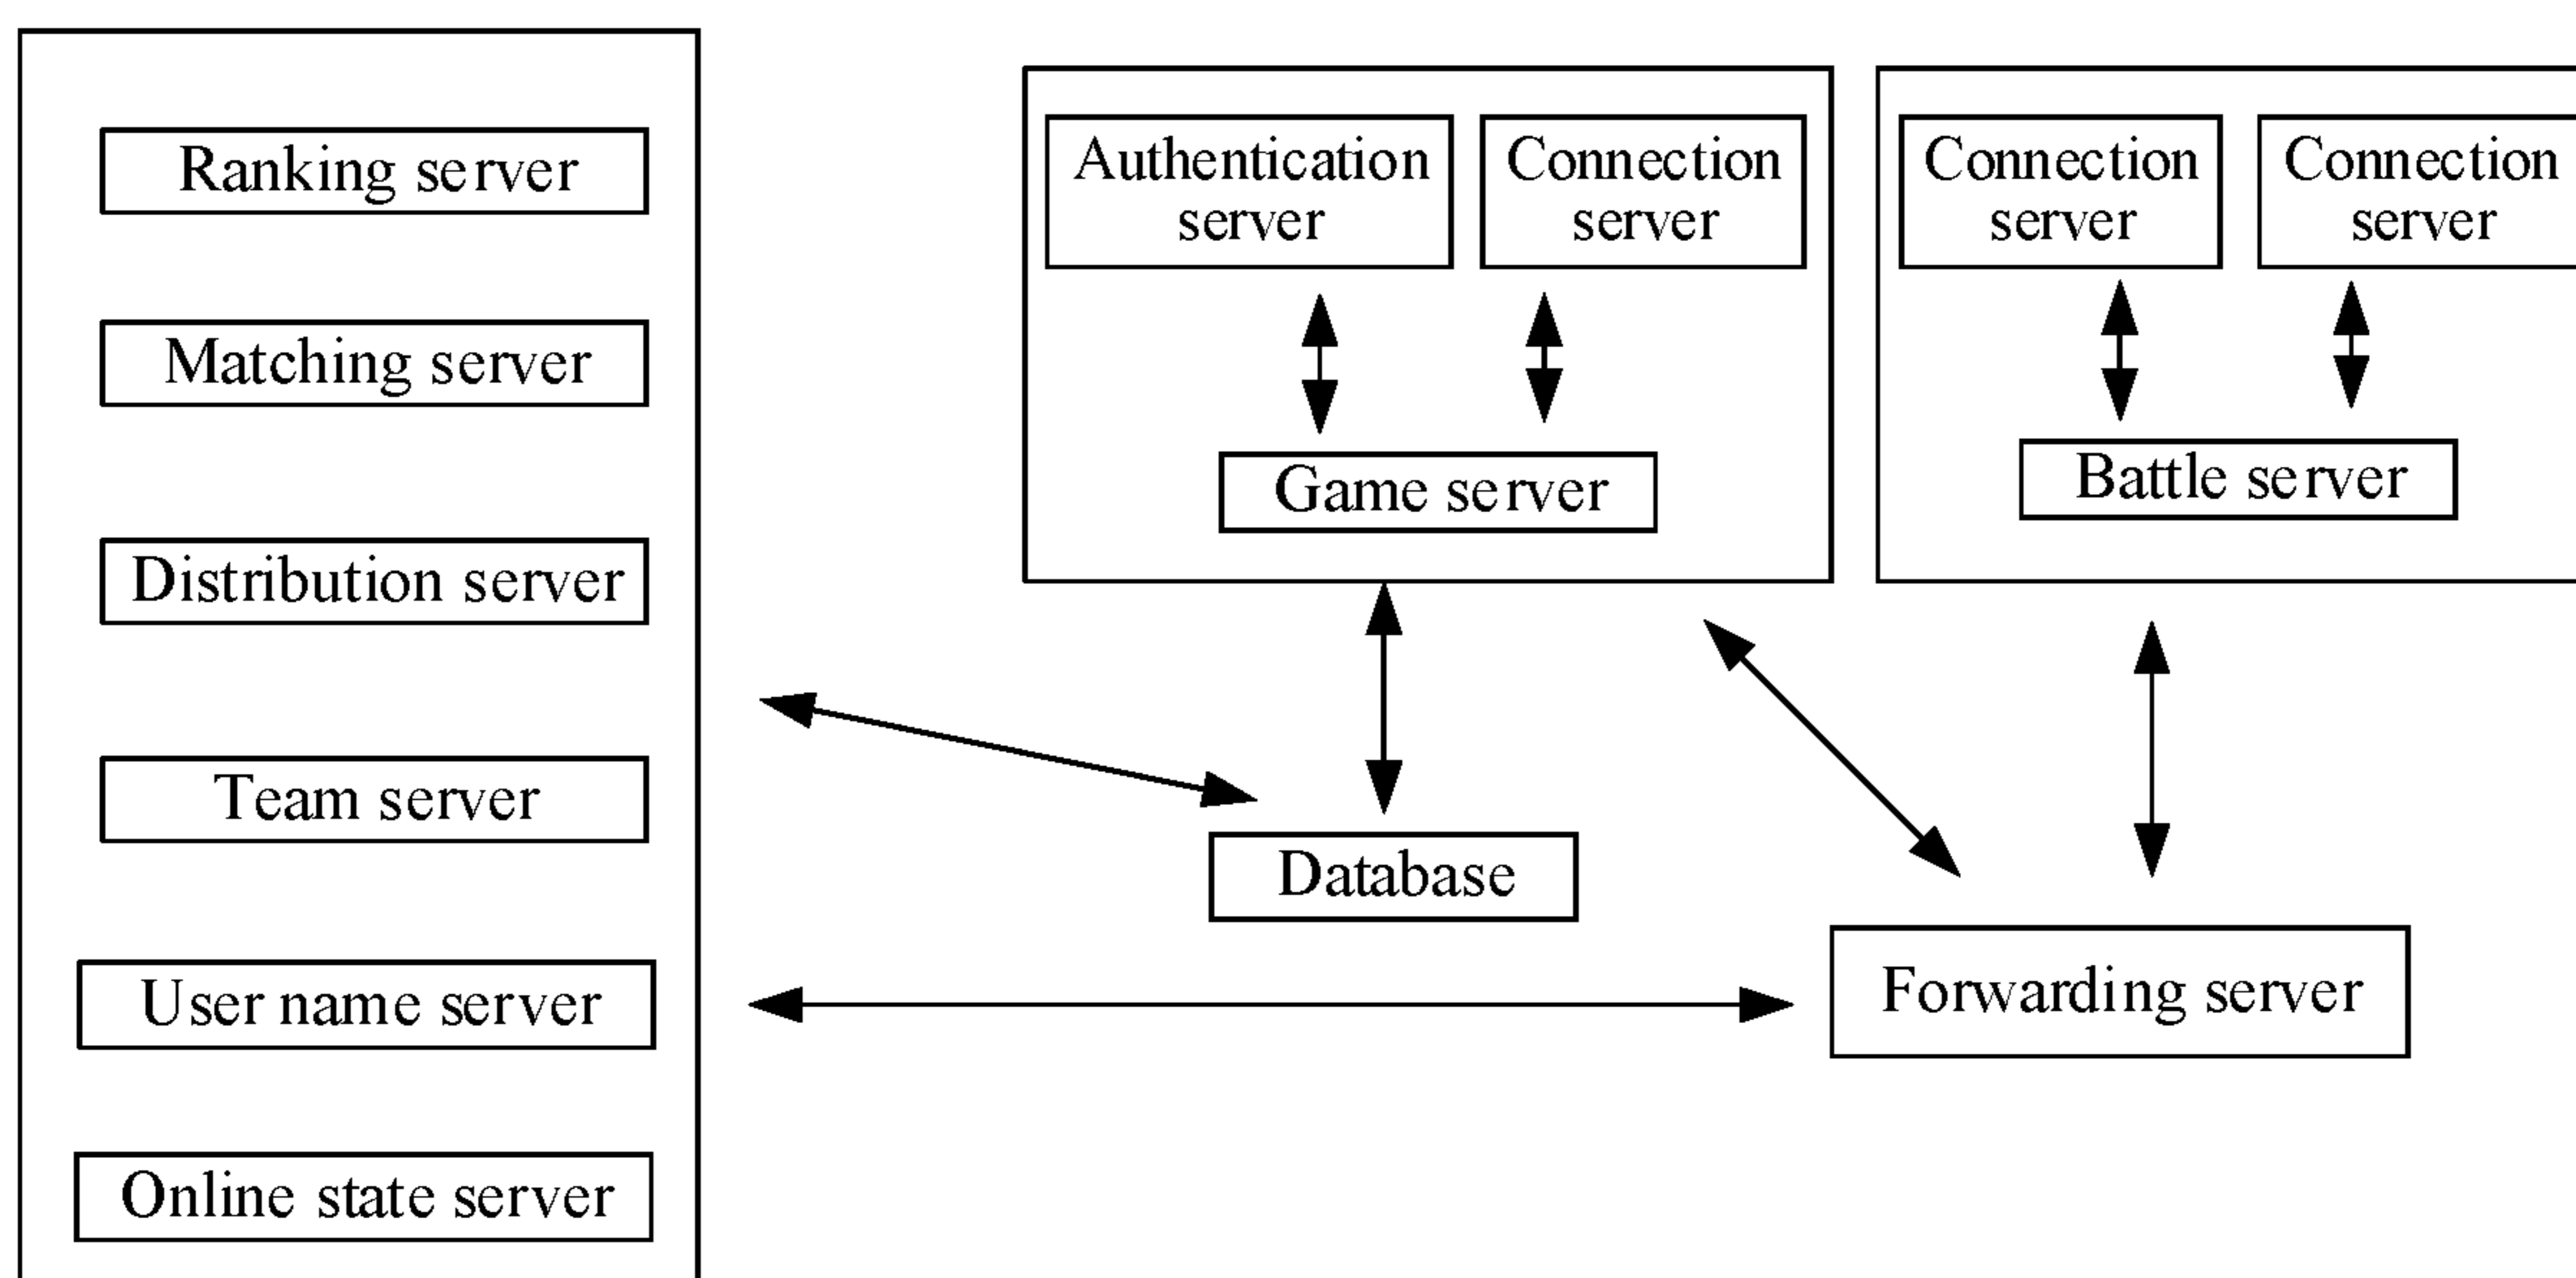 Ranking server
Matching server
Distribution server
Team server
User name server
Online state server
Authentication
server
Connection
server
Game server
Connection
server
Connection
server
Battle server
Database
Forwarding server